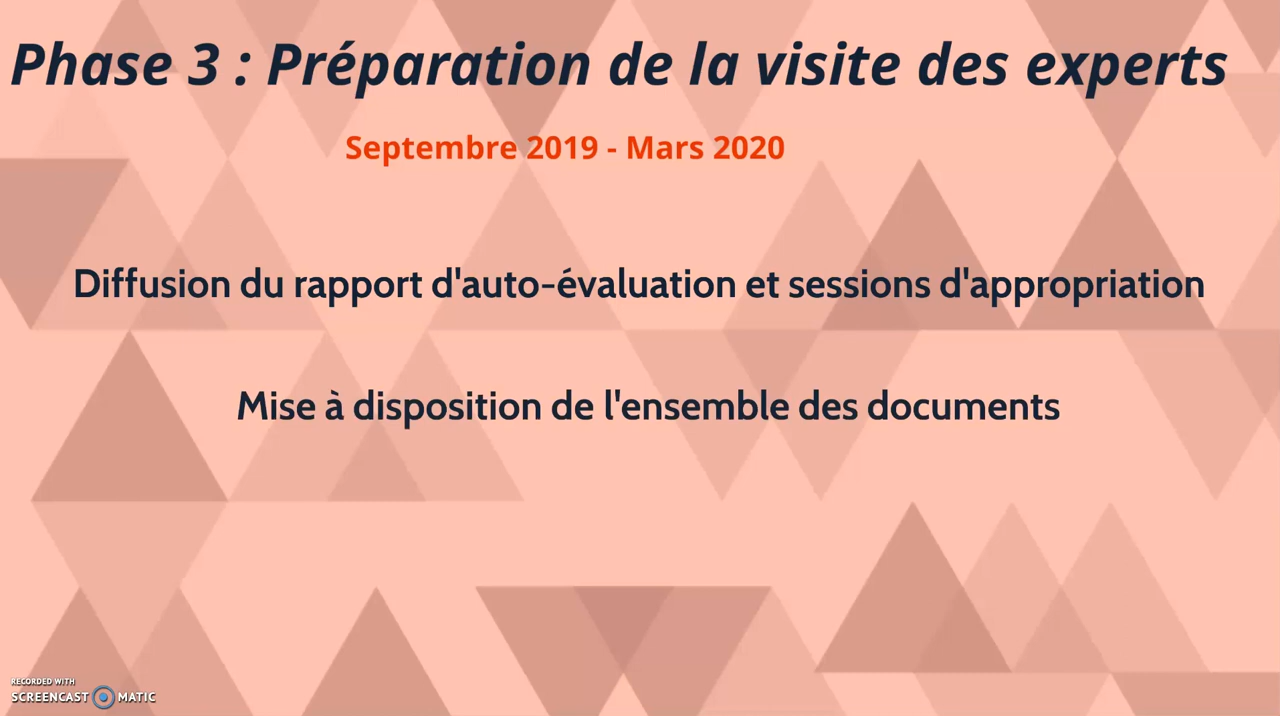 Phase 3 : Préparation de la visite des experts
Septembre 2019 - Mars 2020
Diffusion du rapport d'auto-évaluation et sessions d'appropriation
Mise à disposition de l'ensemble des documents
RECORDED WITH
SCREENCAST MATIC